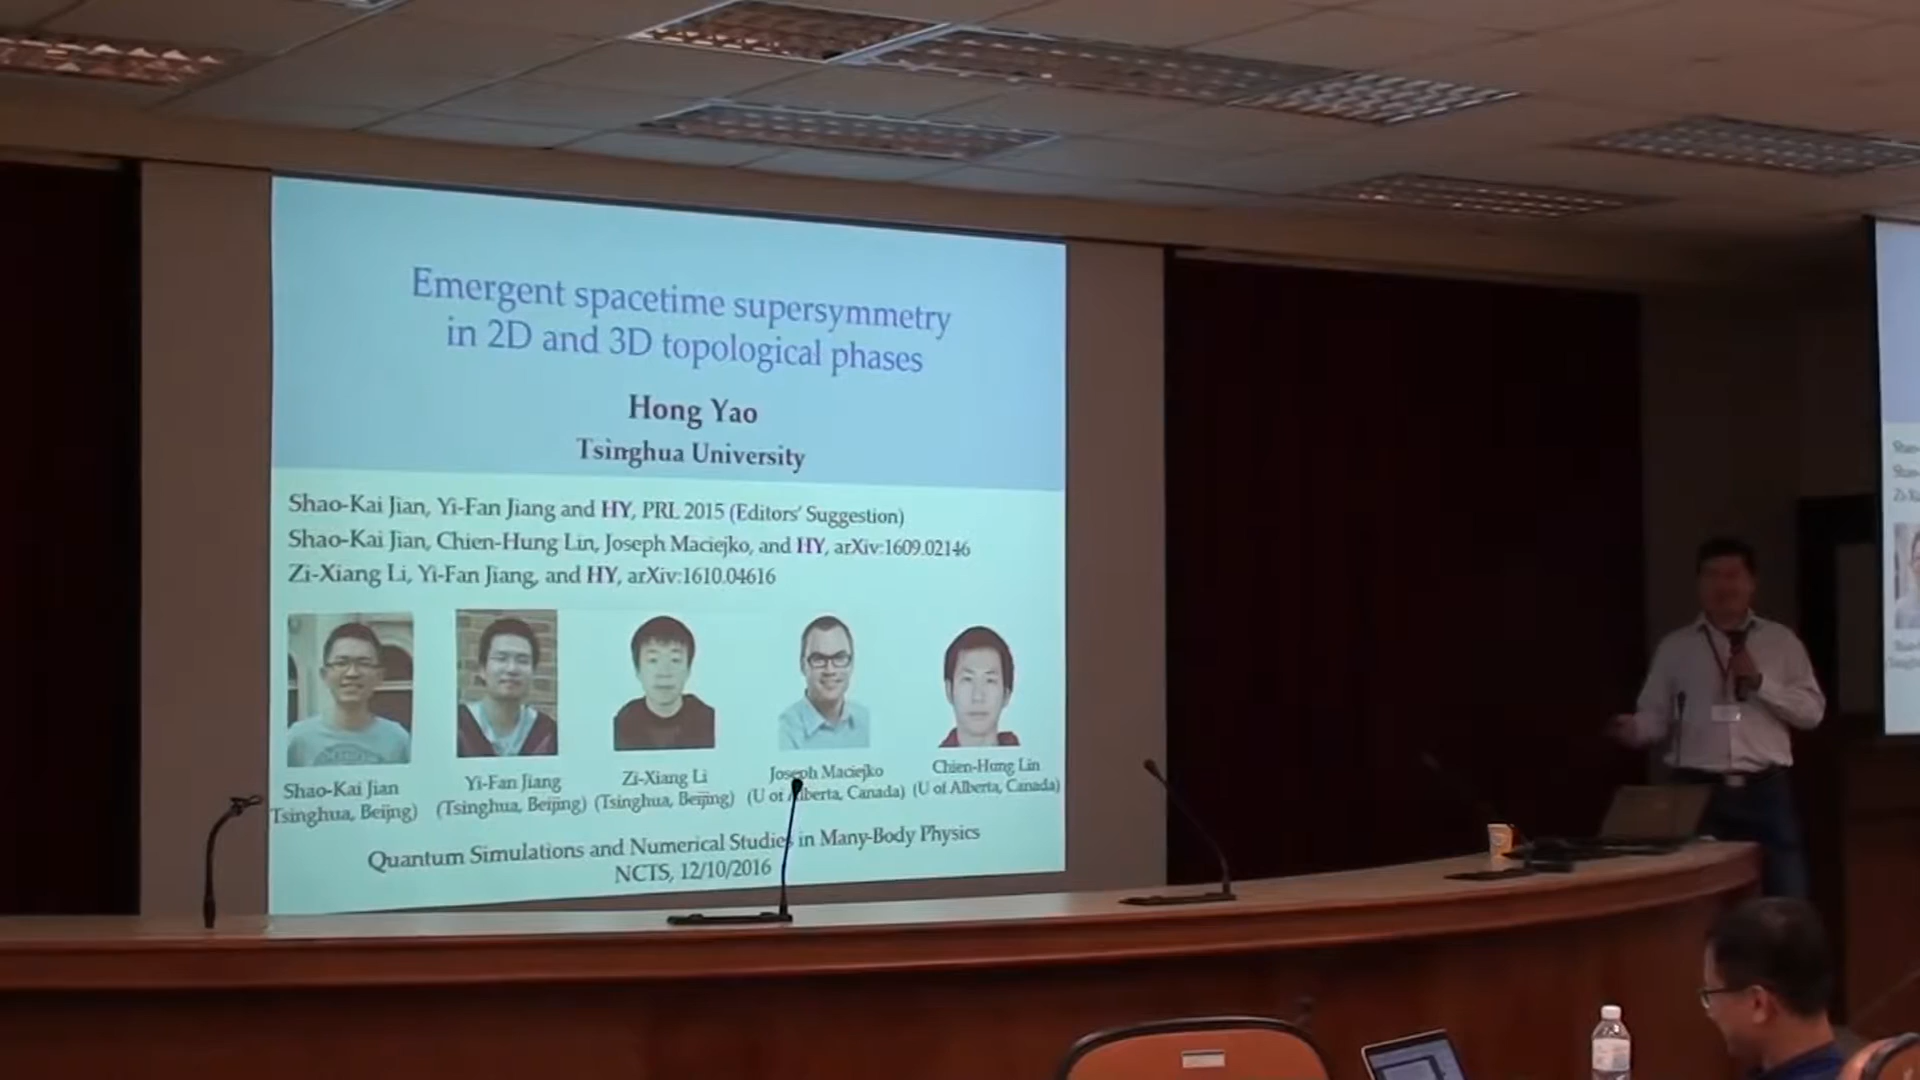 Emergent spacetime supersymmetry
in 2D and 3D topological phases
Hong Yao
Tsinghua University
Shao-Kai Jian, Yi-Fan Jiang and HY, PRL 2015 (Editors' Suggestion)
Shao-Kai Jian, Chien-Hung Lin, Joseph Maciejko, and HY, arXiv:1609.02146
Zi-Xiang Li, Yi-Fan Jiang, and HY, arXiv:1610.04616
Shao-Kai Jian
Tsinghua, Beijing)
Yi-Fan Jiang
(Tsinghua, Beijing)
Zi-Xiang Li
(Tsinghua, Beijing)
Joseph Maciejko
(U of Alberta, Canada)
Chien-Hung Lin
(U of Alberta, Canada)
Quantum Simulations and Numerical Studies in Many-Body Physics
NCTS, 12/10/2016